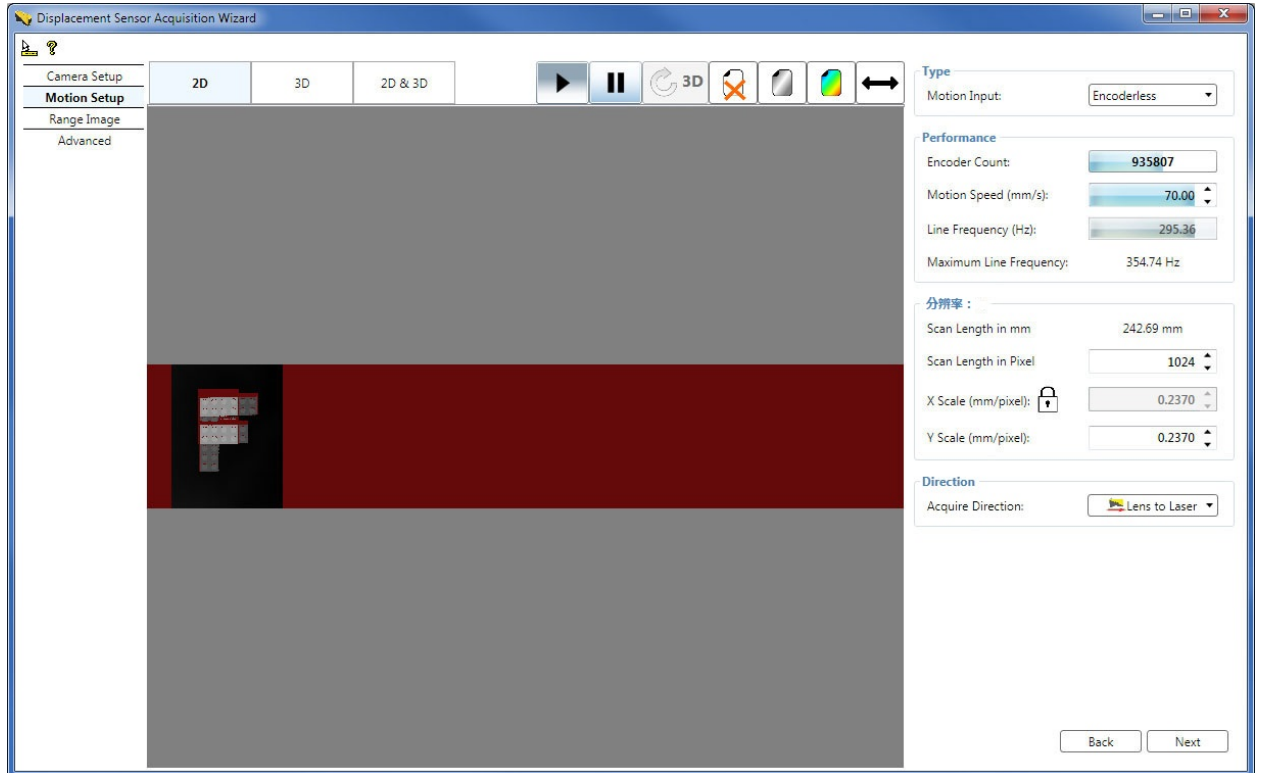 Displacement Sensor Acquisition Wizard
Camera Setup
Motion Setup
Range Image
Advanced
2D
3D
2D & 3D
3D
Type
Motion Input: Encoderless
Performance
Encoder Count: 935807
Motion Speed (mm/s): 70.00
Line Frequency (Hz): 295.36
Maximum Line Frequency: 354.74 Hz
分辨率：
Scan Length in mm 242.69 mm
Scan Length in Pixel 1024
X Scale (mm/pixel): 0.2370
Y Scale (mm/pixel): 0.2370
Direction
Acquire Direction: Lens to Laser
Back Next